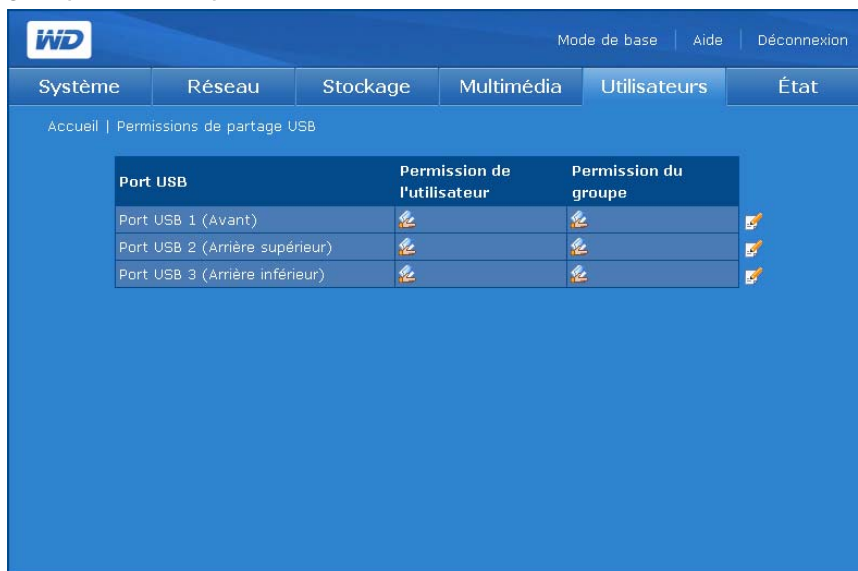 WD
Mode de base | Aide | Déconnexion
Système Réseau Stockage Multimédia Utilisateurs État
Accueil | Permissions de partage USB
Port USB Permission de l'utilisateur Permission du groupe
Port USB 1 (Avant)
Port USB 2 (Arrière supérieur)
Port USB 3 (Arrière inférieur)